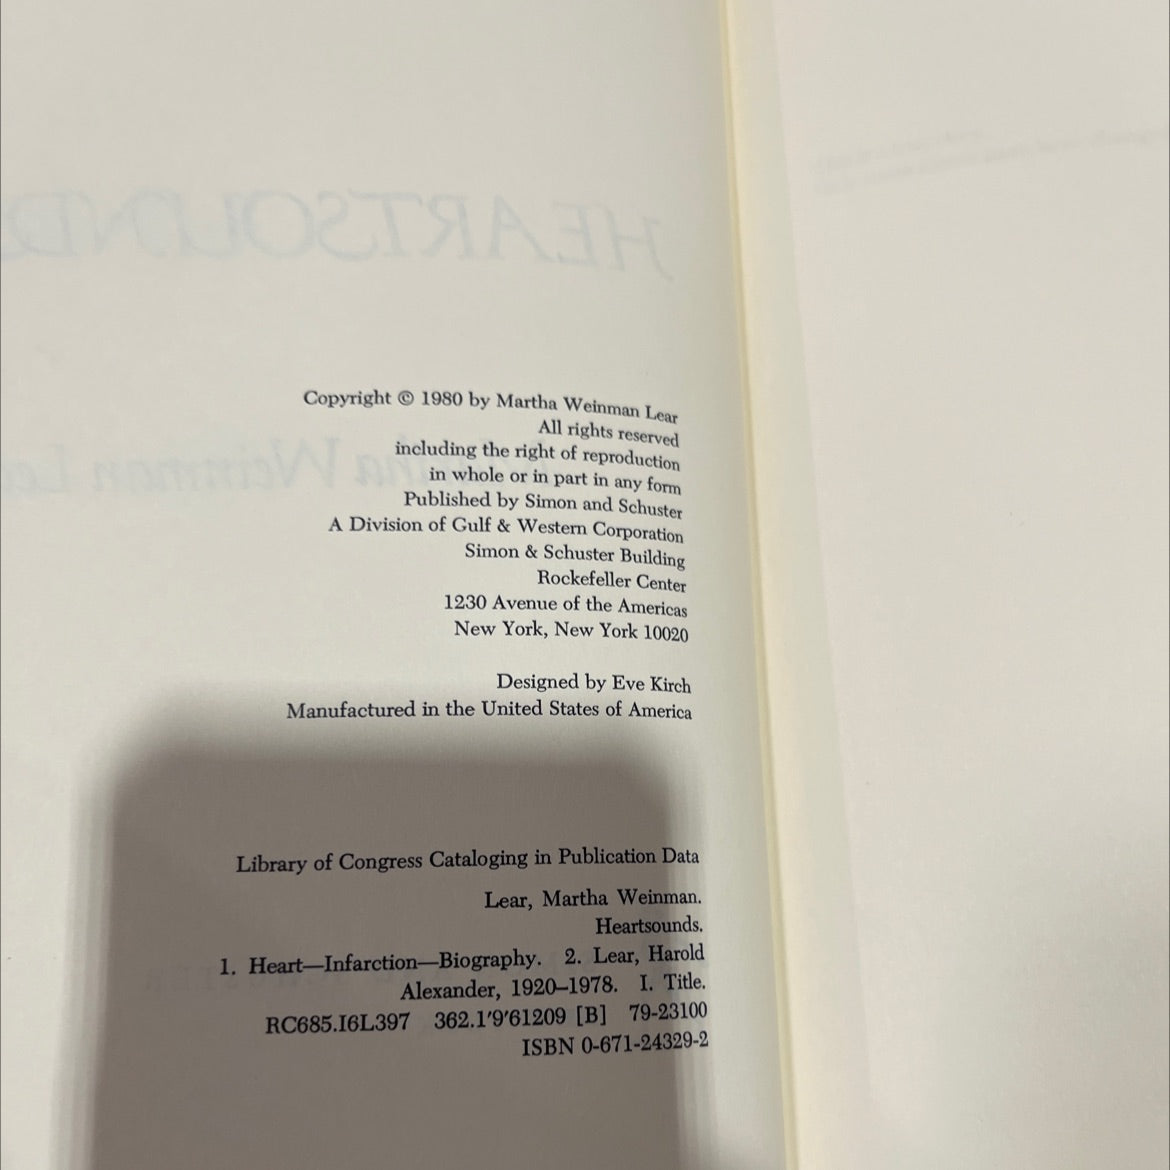 HEARTSOUND
Martha Weinman Le
Copyright © 1980 by Martha Weinman Lear
All rights reserved
including the right of reproduction
in whole or in part in any form
Published by Simon and Schuster
A Division of Gulf & Western Corporation
Simon & Schuster Building
Rockefeller Center
1230 Avenue of the Americas
New York, New York 10020
Designed by Eve Kirch
Manufactured in the United States of America
Library of Congress Cataloging in Publication Data
Lear, Martha Weinman.
Heartsounds.
1. Heart—Infarction—Biography. 2. Lear, Harold
Alexander, 1920–1978. I. Title.
RC685.I6L397 362.1'9'61209 [B] 79-23100
ISBN 0-671-24329-2